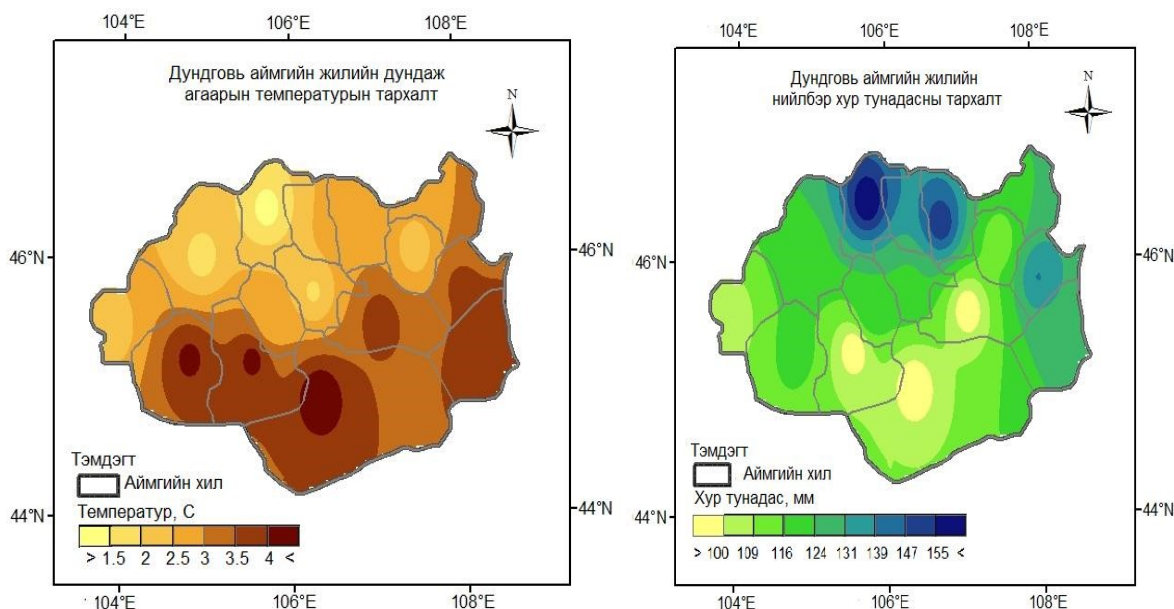 104°E 106°E 108°E
Дундговь аймгийн жилийн дундаж
агаарын температурын тархалт
N
46°N
46°N
Тэмдэгт
Аймгийн хил
Температур, С
> 1.5 2 2.5 3 3.5 4 <
44°N
44°N
104°E 106°E 108°E
104°E 106°E 108°E
Дундговь аймгийн жилийн
нийлбэр хур тунадасны тархалт
N
46°N
46°N
Тэмдэгт
Аймгийн хил
Хур тунадас, мм
> 100 109 116 124 131 139 147 155 <
44°N
44°N
104°E 106°E 108°E